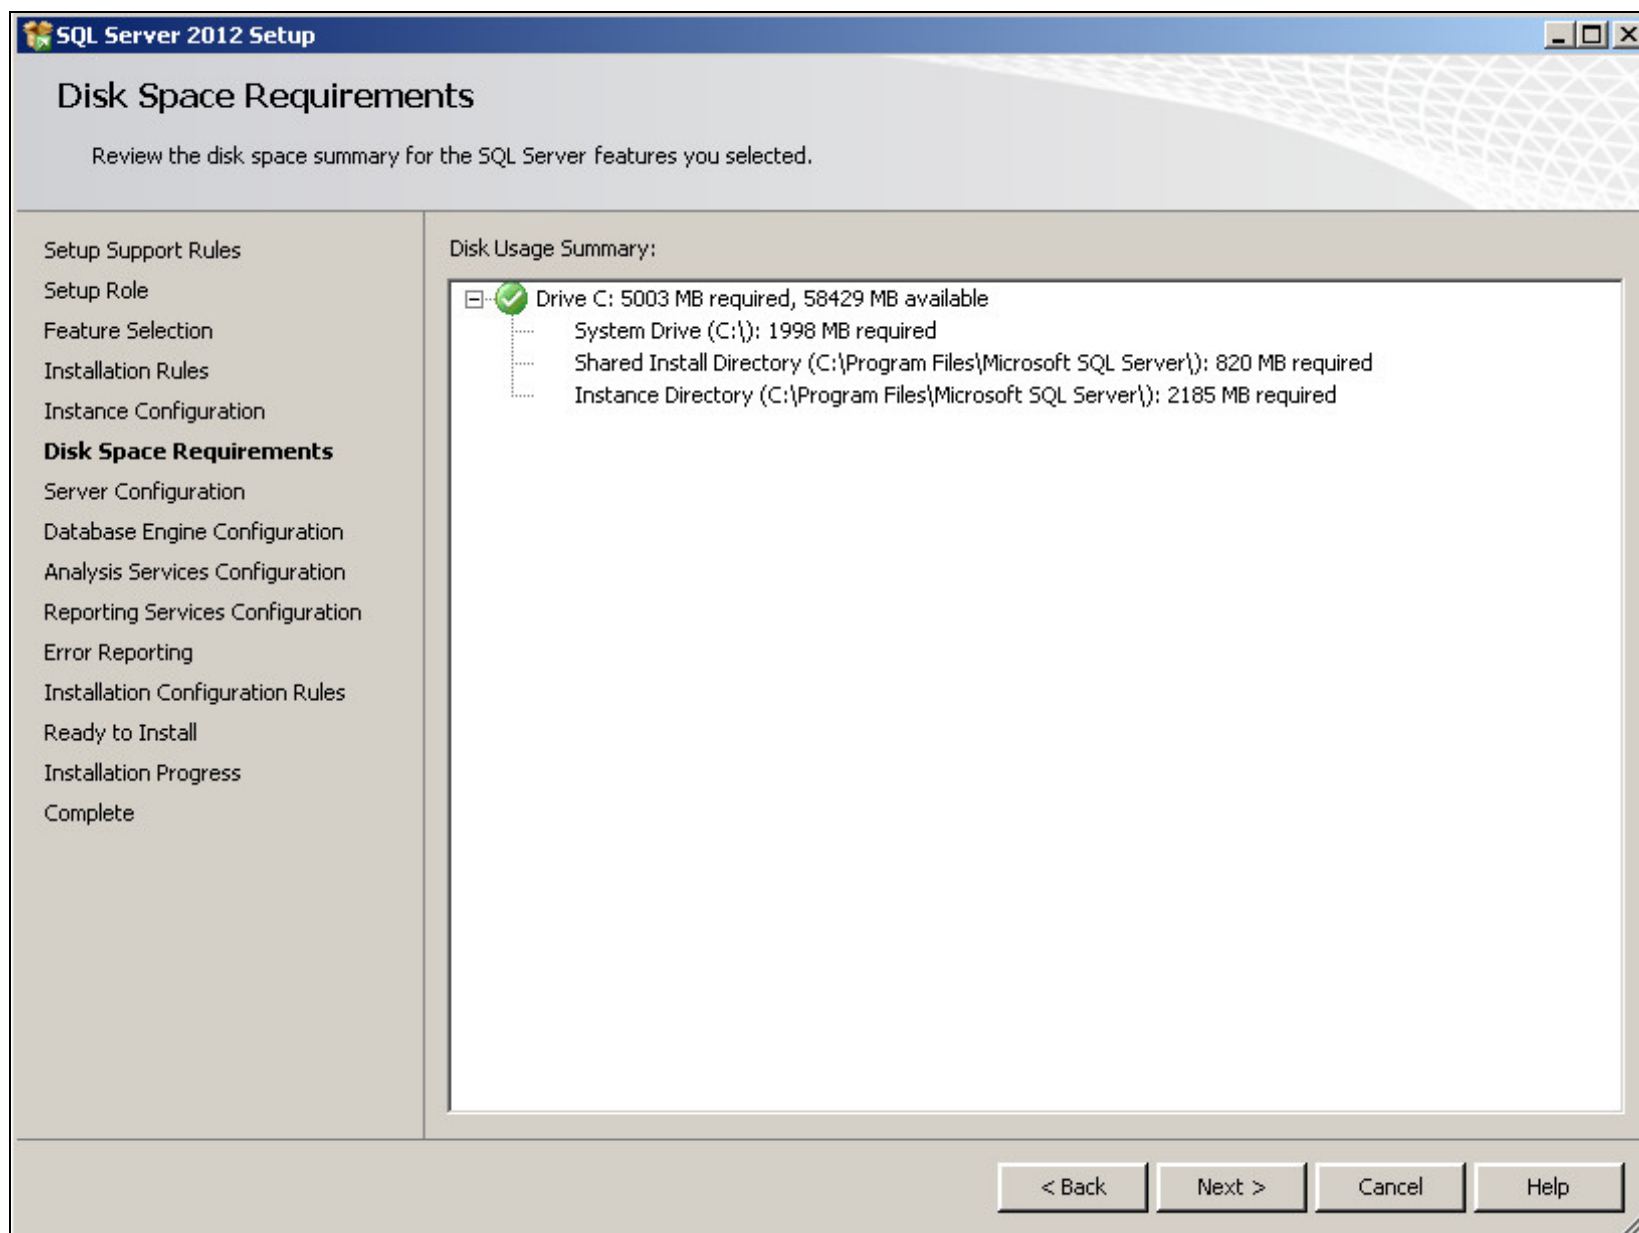 SQL Server 2012 Setup
Disk Space Requirements
Review the disk space summary for the SQL Server features you selected.
Setup Support Rules
Setup Role
Feature Selection
Installation Rules
Instance Configuration
Disk Space Requirements
Server Configuration
Database Engine Configuration
Analysis Services Configuration
Reporting Services Configuration
Error Reporting
Installation Configuration Rules
Ready to Install
Installation Progress
Complete
Disk Usage Summary:
Drive C: 5003 MB required, 58429 MB available
System Drive (C:\): 1998 MB required
Shared Install Directory (C:\Program Files\Microsoft SQL Server\): 820 MB required
Instance Directory (C:\Program Files\Microsoft SQL Server\): 2185 MB required
< Back
Next >
Cancel
Help